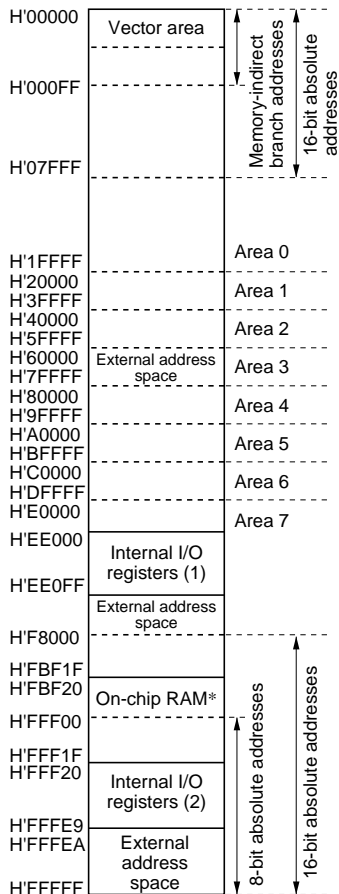 H'00000
Vector area
H'000FF
Memory-indirect
branch addresses
16-bit absolute
addresses
H'07FFF
H'1FFFF
Area 0
H'20000
H'3FFFF
Area 1
H'40000
H'5FFFF
Area 2
H'60000
H'7FFFF
External address
space
Area 3
H'80000
H'9FFFF
Area 4
H'A0000
H'BFFFF
Area 5
H'C0000
H'DFFFF
Area 6
H'E0000
Area 7
H'EE000
Internal I/O
registers (1)
H'EE0FF
External address
space
H'F8000
H'FBF1F
H'FBF20
On-chip RAM*
H'FFF00
H'FFF1F
H'FFF20
Internal I/O
registers (2)
H'FFFE9
H'FFFEA
External
address
space
H'FFFFF
8-bit absolute addresses
16-bit absolute addresses